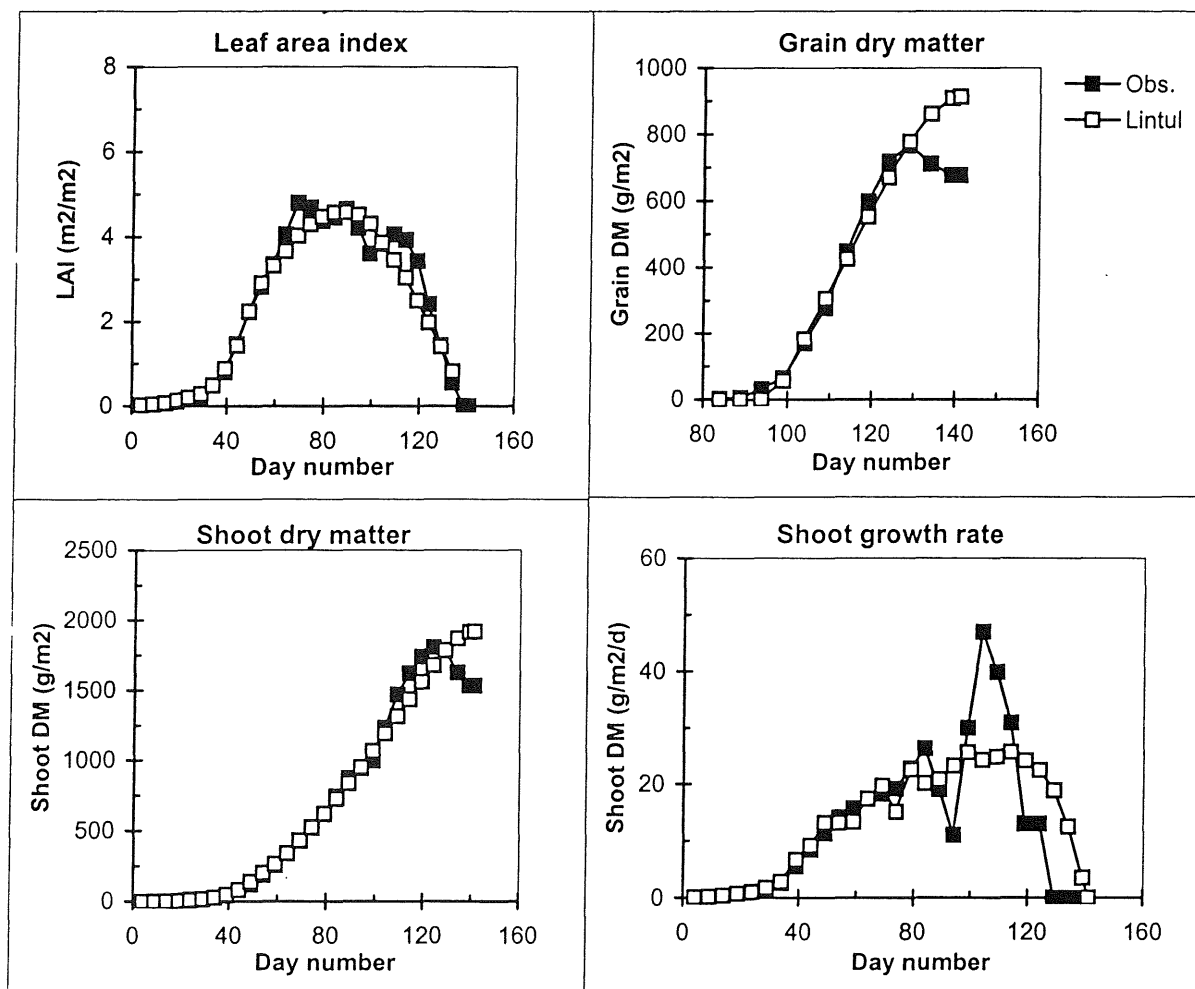 Leaf area index
8
6
4
2
0
LAI (m2/m2)
0 40 80 120 160
Day number
Grain dry matter
1000
800
600
400
200
0
Grain DM (g/m2)
80 100 120 140 160
Day number
Obs.
Lintul
Shoot dry matter
2500
2000
1500
1000
500
0
Shoot DM (g/m2)
0 40 80 120 160
Day number
Shoot growth rate
60
40
20
0
Shoot DM (g/m2/d)
0 40 80 120 160
Day number